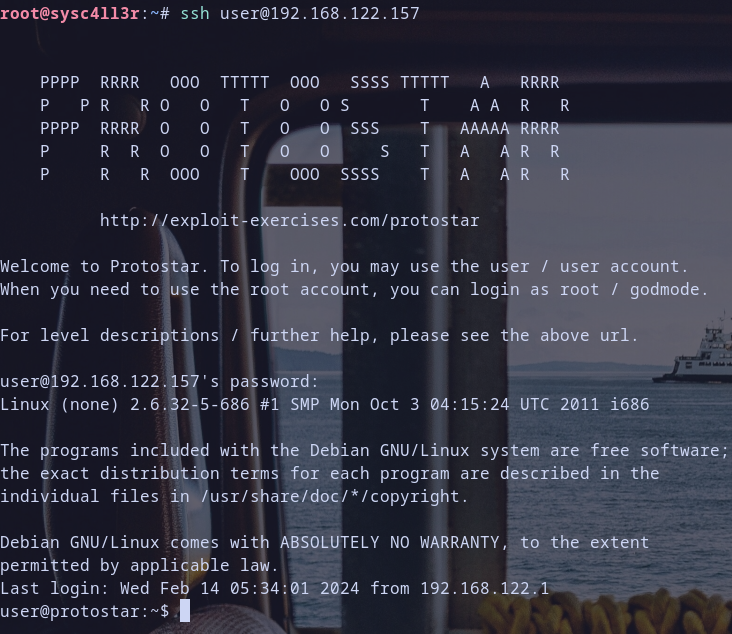 root@sysc4ll3r:~# ssh user@192.168.122.157
    PPPP  RRRR   OOO  TTTTT  OOO   SSSS TTTTT   A   RRRR
    P   P R   R O   O   T   O   O S       T    A A  R   R
    PPPP  RRRR  O   O   T   O   O  SSS    T   AAAAA RRRR
    P     R  R  O   O   T   O   O     S   T   A   A R  R
    P     R   R  OOO    T    OOO  SSSS    T   A   A R   R
          http://exploit-exercises.com/protostar
Welcome to Protostar. To log in, you may use the user / user account.
When you need to use the root account, you can login as root / godmode.
For level descriptions / further help, please see the above url.
user@192.168.122.157's password:
Linux (none) 2.6.32-5-686 #1 SMP Mon Oct 3 04:15:24 UTC 2011 i686
The programs included with the Debian GNU/Linux system are free software;
the exact distribution terms for each program are described in the
individual files in /usr/share/doc/*/copyright.
Debian GNU/Linux comes with ABSOLUTELY NO WARRANTY, to the extent
permitted by applicable law.
Last login: Wed Feb 14 05:34:01 2024 from 192.168.122.1
user@protostar:~$